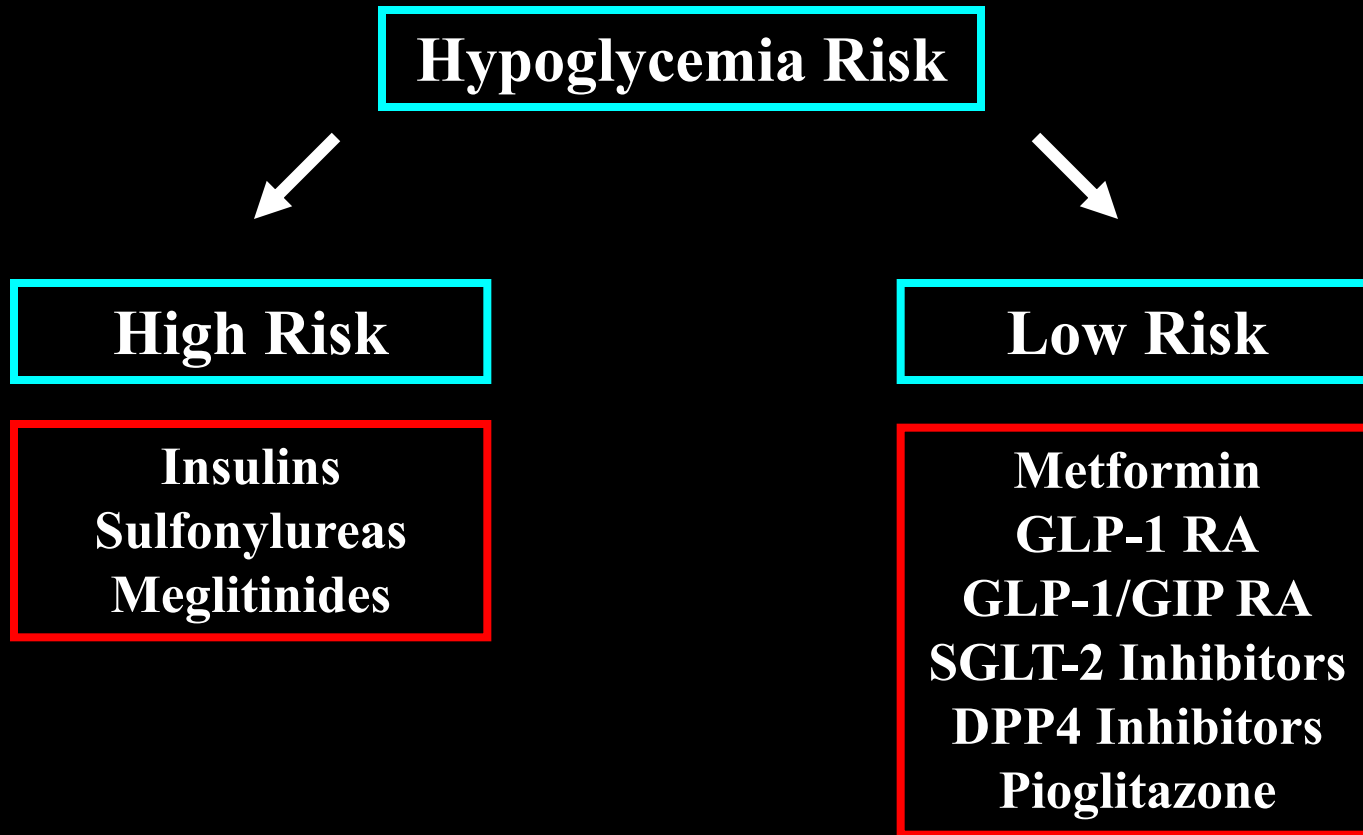 Hypoglycemia Risk
High Risk
Insulins
Sulfonylureas
Meglitinides
Low Risk
Metformin
GLP-1 RA
GLP-1/GIP RA
SGLT-2 Inhibitors
DPP4 Inhibitors
Pioglitazone